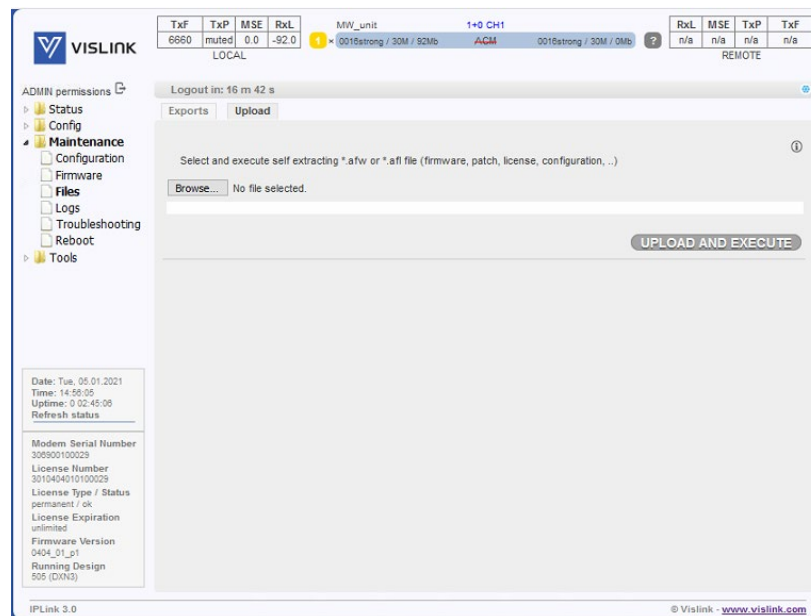 VISLINK
TxF TxP MSE RxL
6660 muted 0.0 -92.0
LOCAL
MW_unit 1+0 CH1
1 × 0016strong / 30M / 92Mb ACM 0016strong / 30M / 0Mb ?
RxL MSE TxP TxF
n/a n/a n/a n/a
REMOTE
ADMIN permissions
Status
Config
Maintenance
Configuration
Firmware
Files
Logs
Troubleshooting
Reboot
Tools
Logout in: 16 m 42 s
Exports Upload
Select and execute self extracting *.afw or *.afl file (firmware, patch, license, configuration, ..)
Browse... No file selected.
UPLOAD AND EXECUTE
Date: Tue, 05.01.2021
Time: 14:56:05
Uptime: 0 02:45:06
Refresh status
Modem Serial Number
306900100029
License Number
3010404010100029
License Type / Status
permanent / ok
License Expiration
unlimited
Firmware Version
0404_01_p1
Running Design
505 (DXN3)
IPLink 3.0
© Vislink - www.vislink.com